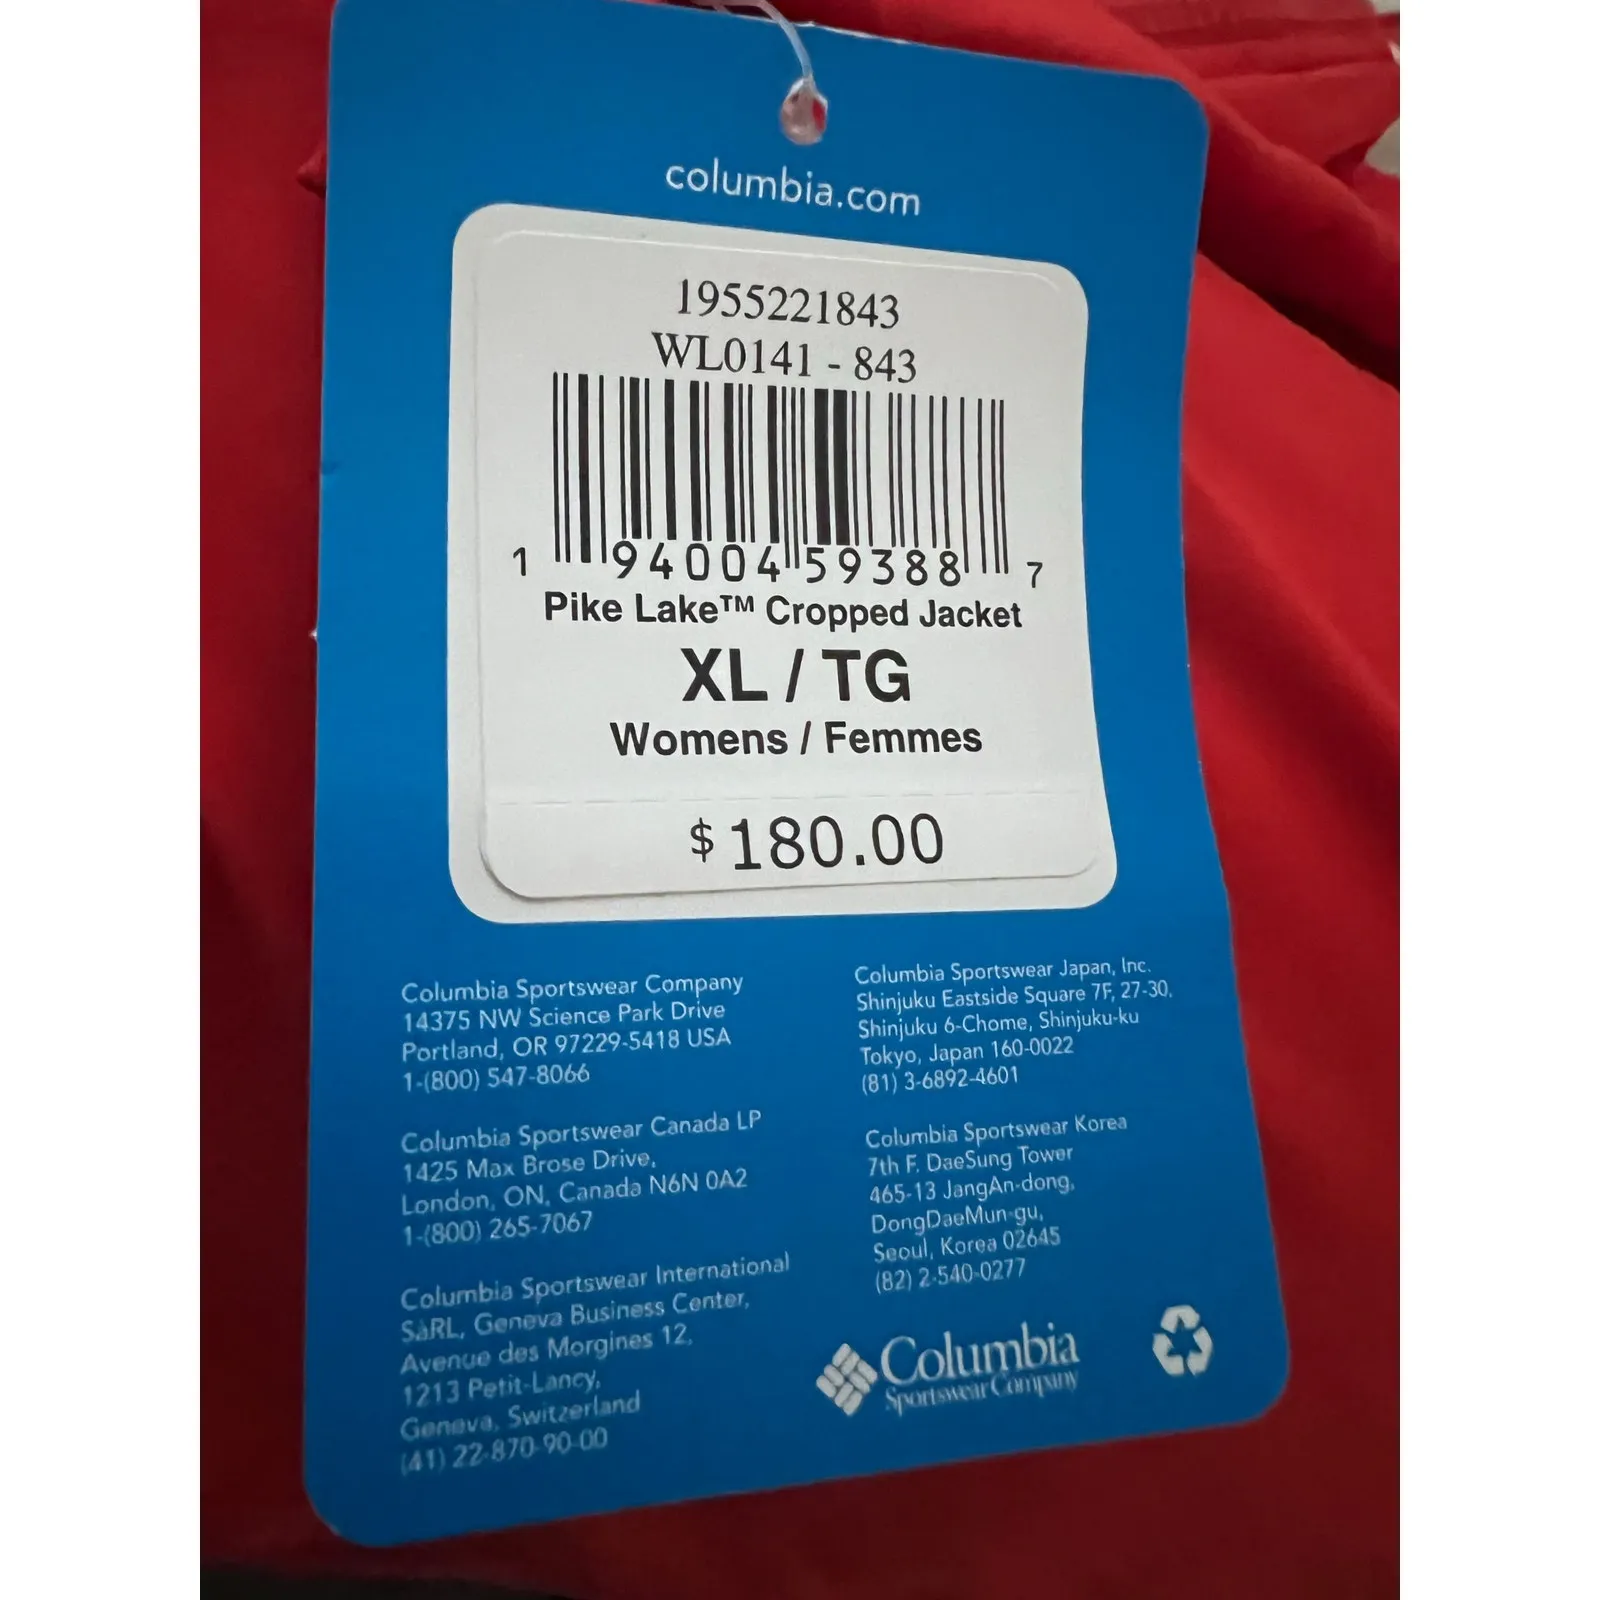 columbia.com
1955221843
WL0141 - 843
1 94004 59388 7
Pike Lake™ Cropped Jacket
XL / TG
Womens / Femmes
$180.00
Columbia Sportswear Company
14375 NW Science Park Drive
Portland, OR 97229-5418 USA
1-(800) 547-8066
Columbia Sportswear Canada LP
1425 Max Brose Drive,
London, ON, Canada N6N 0A2
1-(800) 265-7067
Columbia Sportswear International
SàRL, Geneva Business Center,
Avenue des Morgines 12,
1213 Petit-Lancy,
Geneva, Switzerland
(41) 22-870-90-00
Columbia Sportswear Japan, Inc.
Shinjuku Eastside Square 7F, 27-30,
Shinjuku 6-Chome, Shinjuku-ku
Tokyo, Japan 160-0022
(81) 3-6892-4601
Columbia Sportswear Korea
7th F. DaeSung Tower
465-13 JangAn-dong,
DongDaeMun-gu,
Seoul, Korea 02645
(82) 2-540-0277
Columbia
Sportswear Company